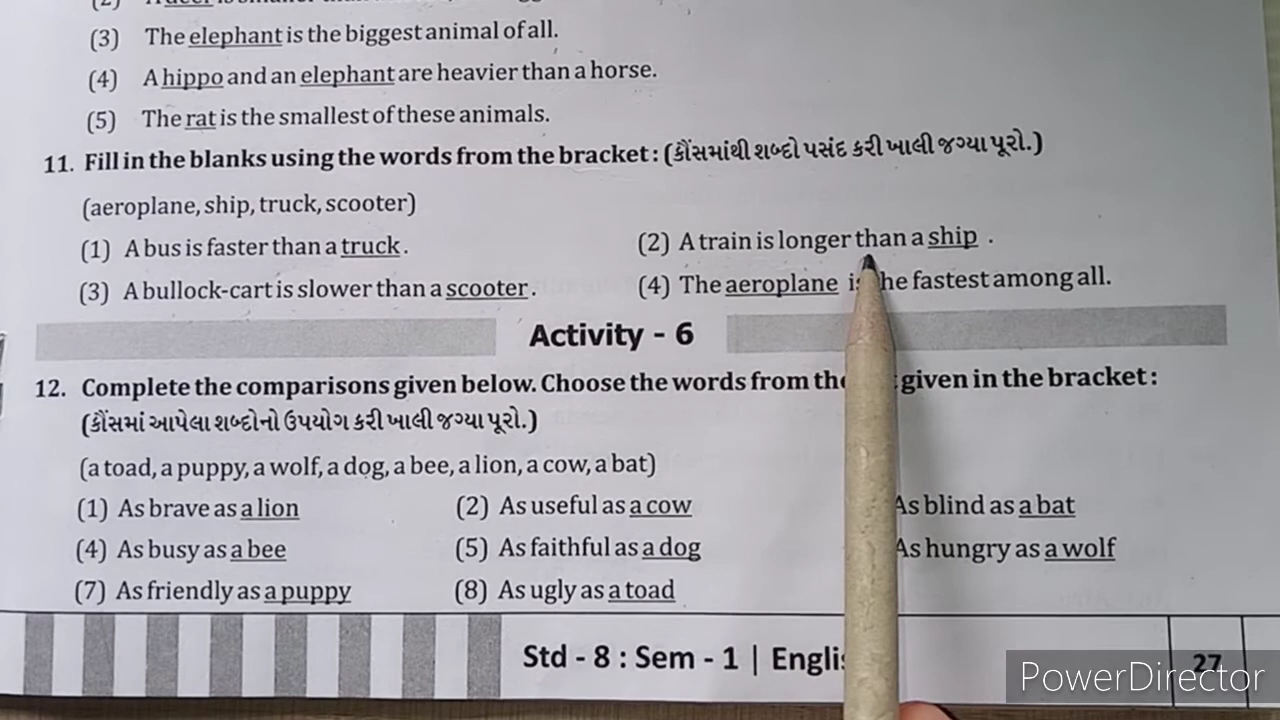 (3) The elephant is the biggest animal of all.
(4) A hippo and an elephant are heavier than a horse.
(5) The rat is the smallest of these animals.
11. Fill in the blanks using the words from the bracket : (કૌંસમાંથી શબ્દો પસંદ કરી ખાલી જગ્યા પૂરો.)
(aeroplane, ship, truck, scooter)
(1) A bus is faster than a truck. (2) A train is longer than a ship .
(3) A bullock-cart is slower than a scooter. (4) The aeroplane is he fastest among all.
Activity - 6
12. Complete the comparisons given below. Choose the words from the given in the bracket :
(કૌંસમાં આપેલા શબ્દોનો ઉપયોગ કરી ખાલી જગ્યા પૂરો.)
(a toad, a puppy, a wolf, a dog, a bee, a lion, a cow, a bat)
(1) As brave as a lion (2) As useful as a cow As blind as a bat
(4) As busy as a bee (5) As faithful as a dog As hungry as a wolf
(7) As friendly as a puppy (8) As ugly as a toad
Std - 8 : Sem - 1 | Englis 27
PowerDirector